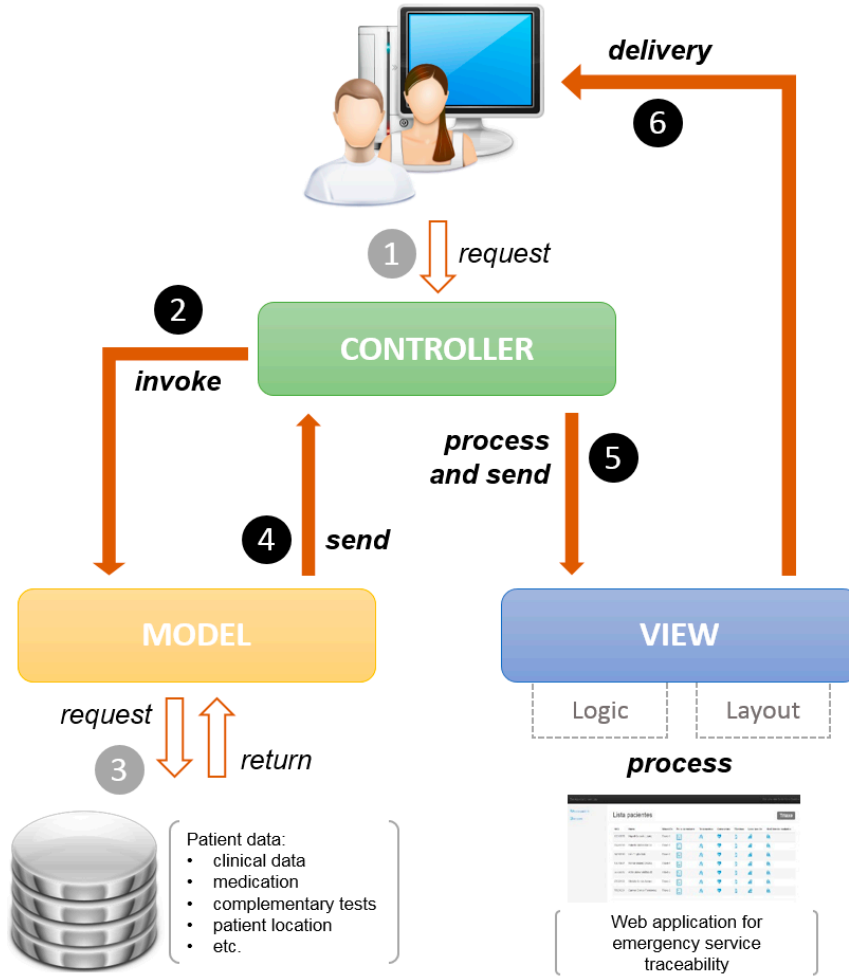 delivery
6
1
request
2
CONTROLLER
invoke
process
and send
5
4
send
MODEL
VIEW
request
Logic
Layout
3
return
process
Lista pacientes
Patient data:
• clinical data
• medication
• complementary tests
• patient location
• etc.
Web application for
emergency service
traceability